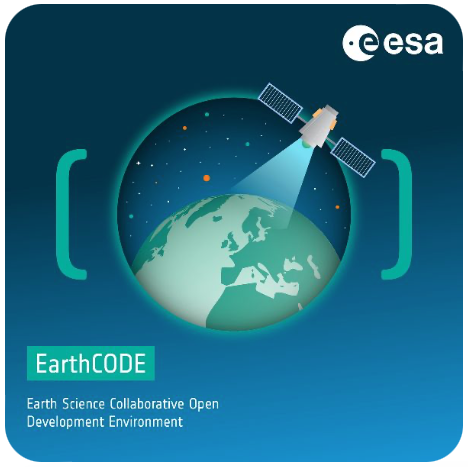 esa
EarthCODE
Earth Science Collaborative Open
Development Environment